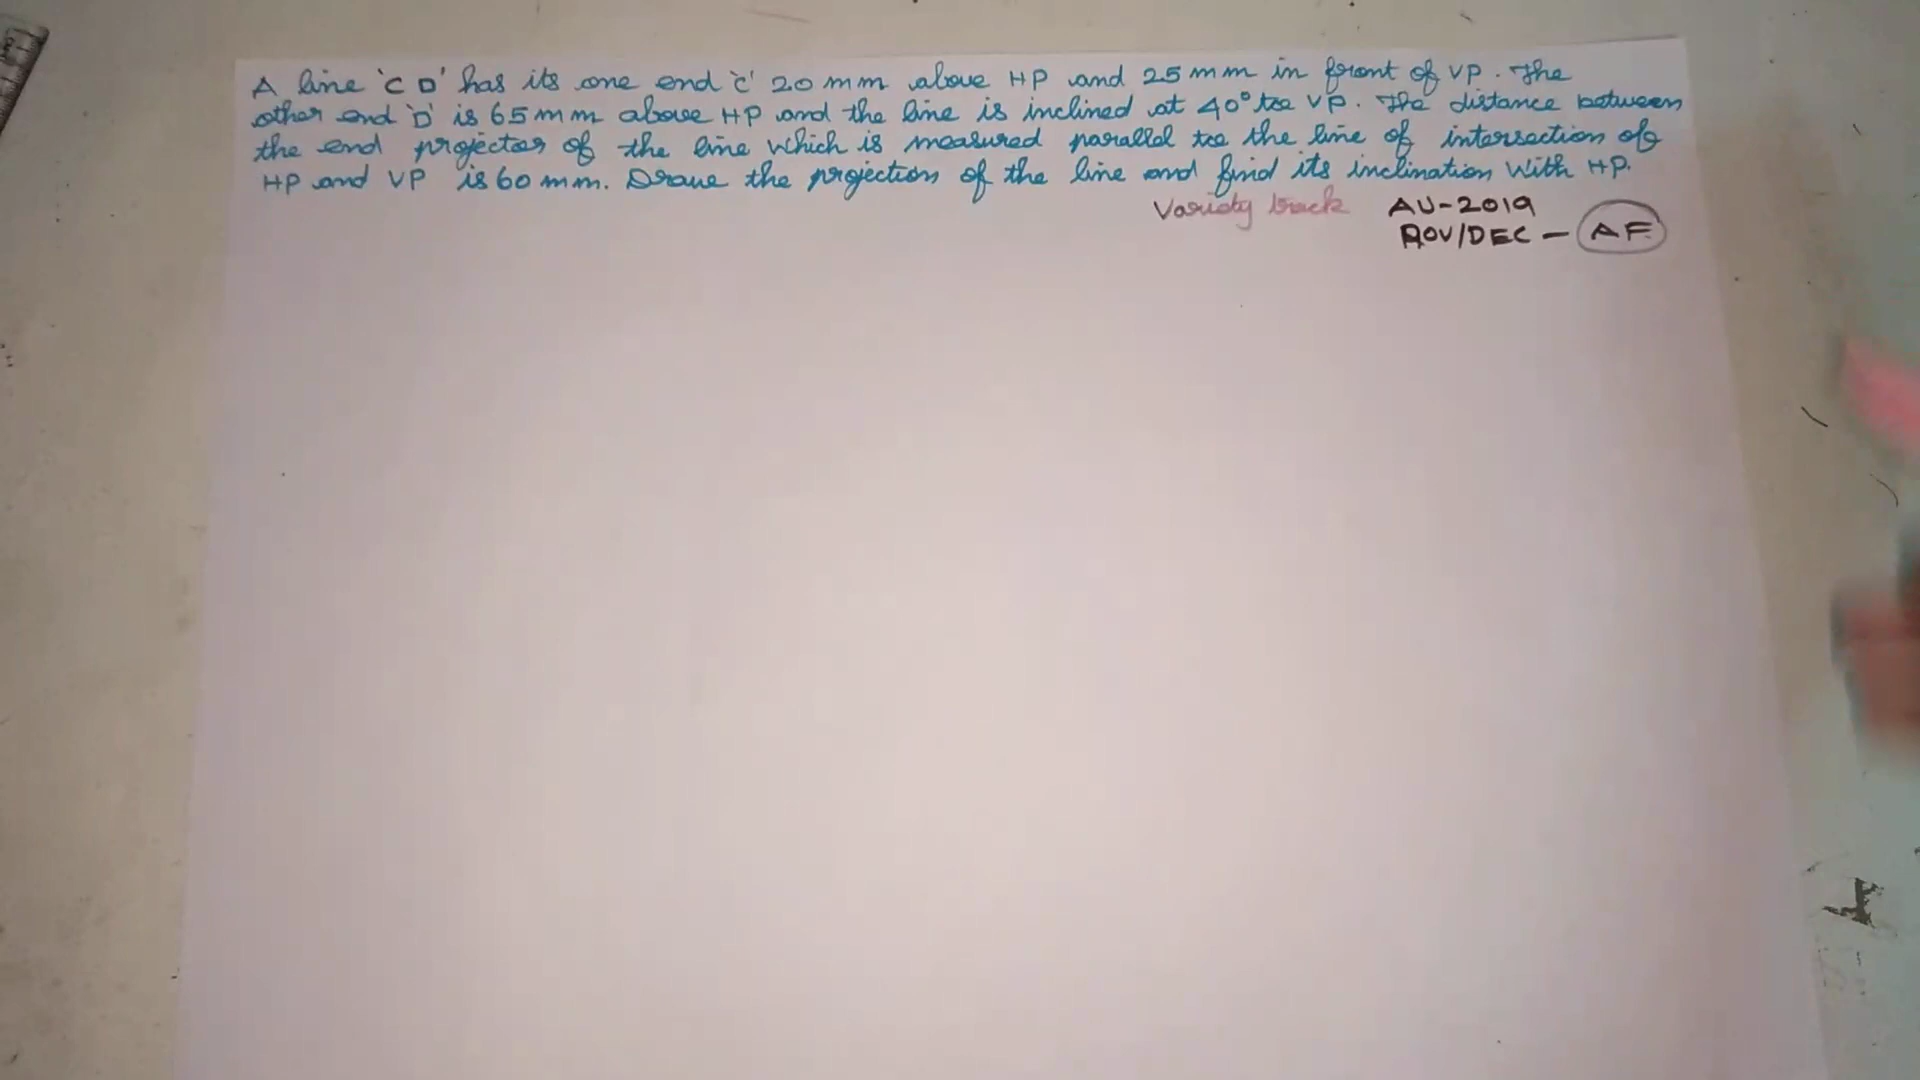 A line 'CD' has its one end 'c' 20 mm above HP and 25 mm in front of VP. The
other end 'D' is 65 mm above HP and the line is inclined at 40° to VP. The distance between
the end projector of the line which is measured parallel to the line of intersection of
HP and VP is 60 mm. Draw the projection of the line and find its inclination with HP.
Variety track AU-2019
NOV/DEC - AF